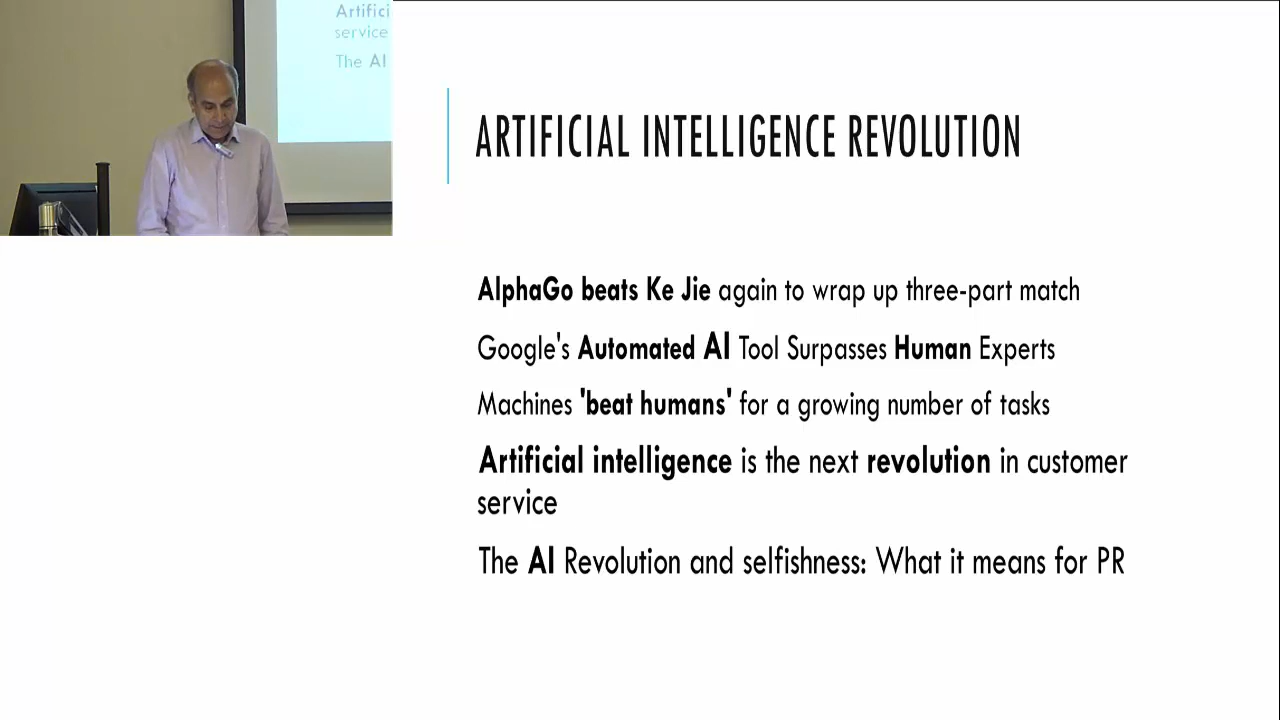 Artifici
service
The AI
ARTIFICIAL INTELLIGENCE REVOLUTION
AlphaGo beats Ke Jie again to wrap up three-part match
Google's Automated AI Tool Surpasses Human Experts
Machines 'beat humans' for a growing number of tasks
Artificial intelligence is the next revolution in customer
service
The AI Revolution and selfishness: What it means for PR